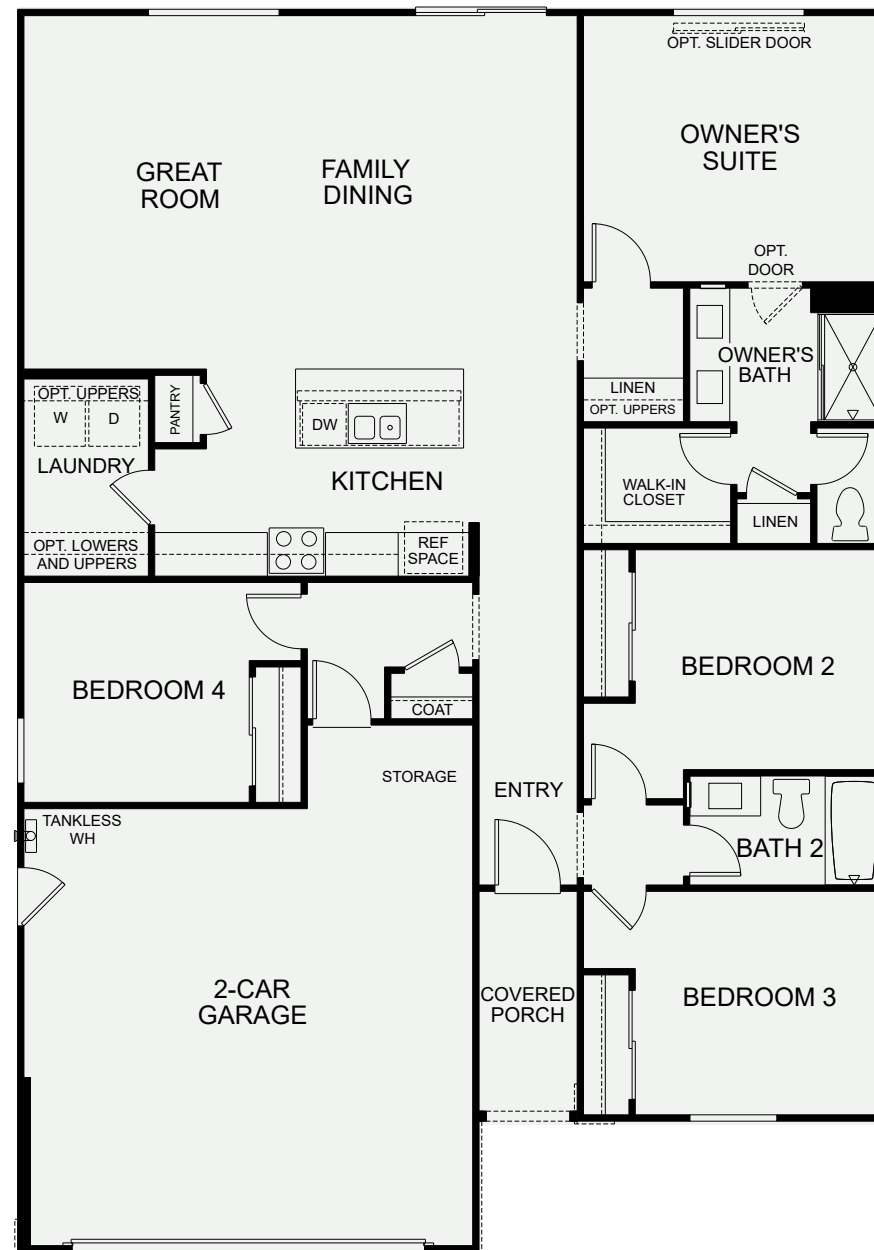 OPT. SLIDER DOOR
OWNER'S
SUITE
GREAT
ROOM
FAMILY
DINING
OPT.
DOOR
OWNER'S
BATH
LINEN
OPT. UPPERS
OPT. UPPERS
W
D
PANTRY
LAUNDRY
DW
KITCHEN
WALK-IN
CLOSET
LINEN
OPT. LOWERS
AND UPPERS
REF
SPACE
BEDROOM 4
BEDROOM 2
COAT
STORAGE
ENTRY
TANKLESS
WH
BATH 2
2-CAR
GARAGE
COVERED
PORCH
BEDROOM 3